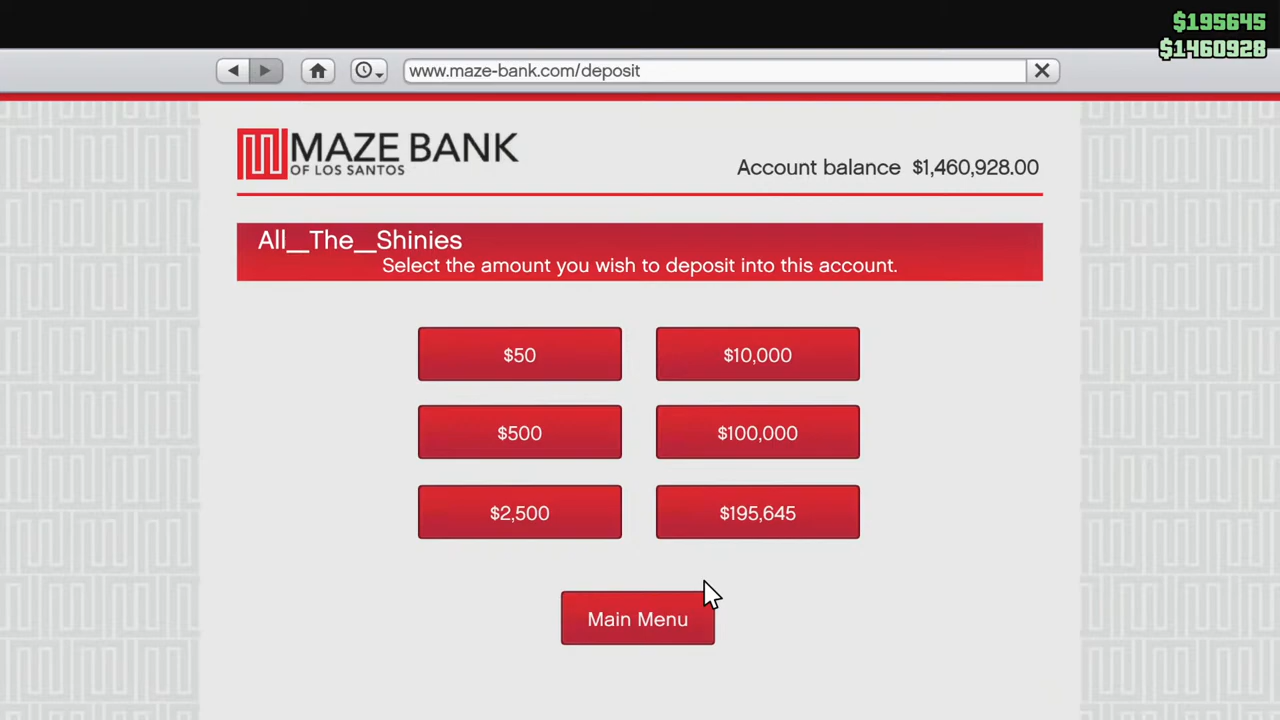 $195645
$1460928
www.maze-bank.com/deposit
MAZE BANK
OF LOS SANTOS
Account balance $1,460,928.00
All__The__Shinies
Select the amount you wish to deposit into this account.
$50
$10,000
$500
$100,000
$2,500
$195,645
Main Menu